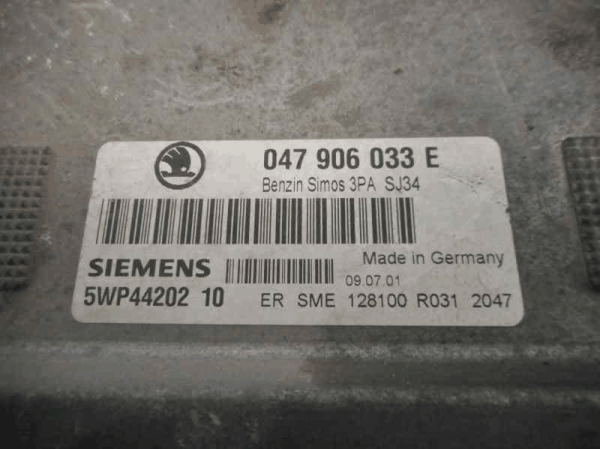 047 906 033 E
Benzin Simos 3PA SJ34
Made in Germany
SIEMENS
09.07.01
5WP44202 10 ER SME 128100 R031 2047